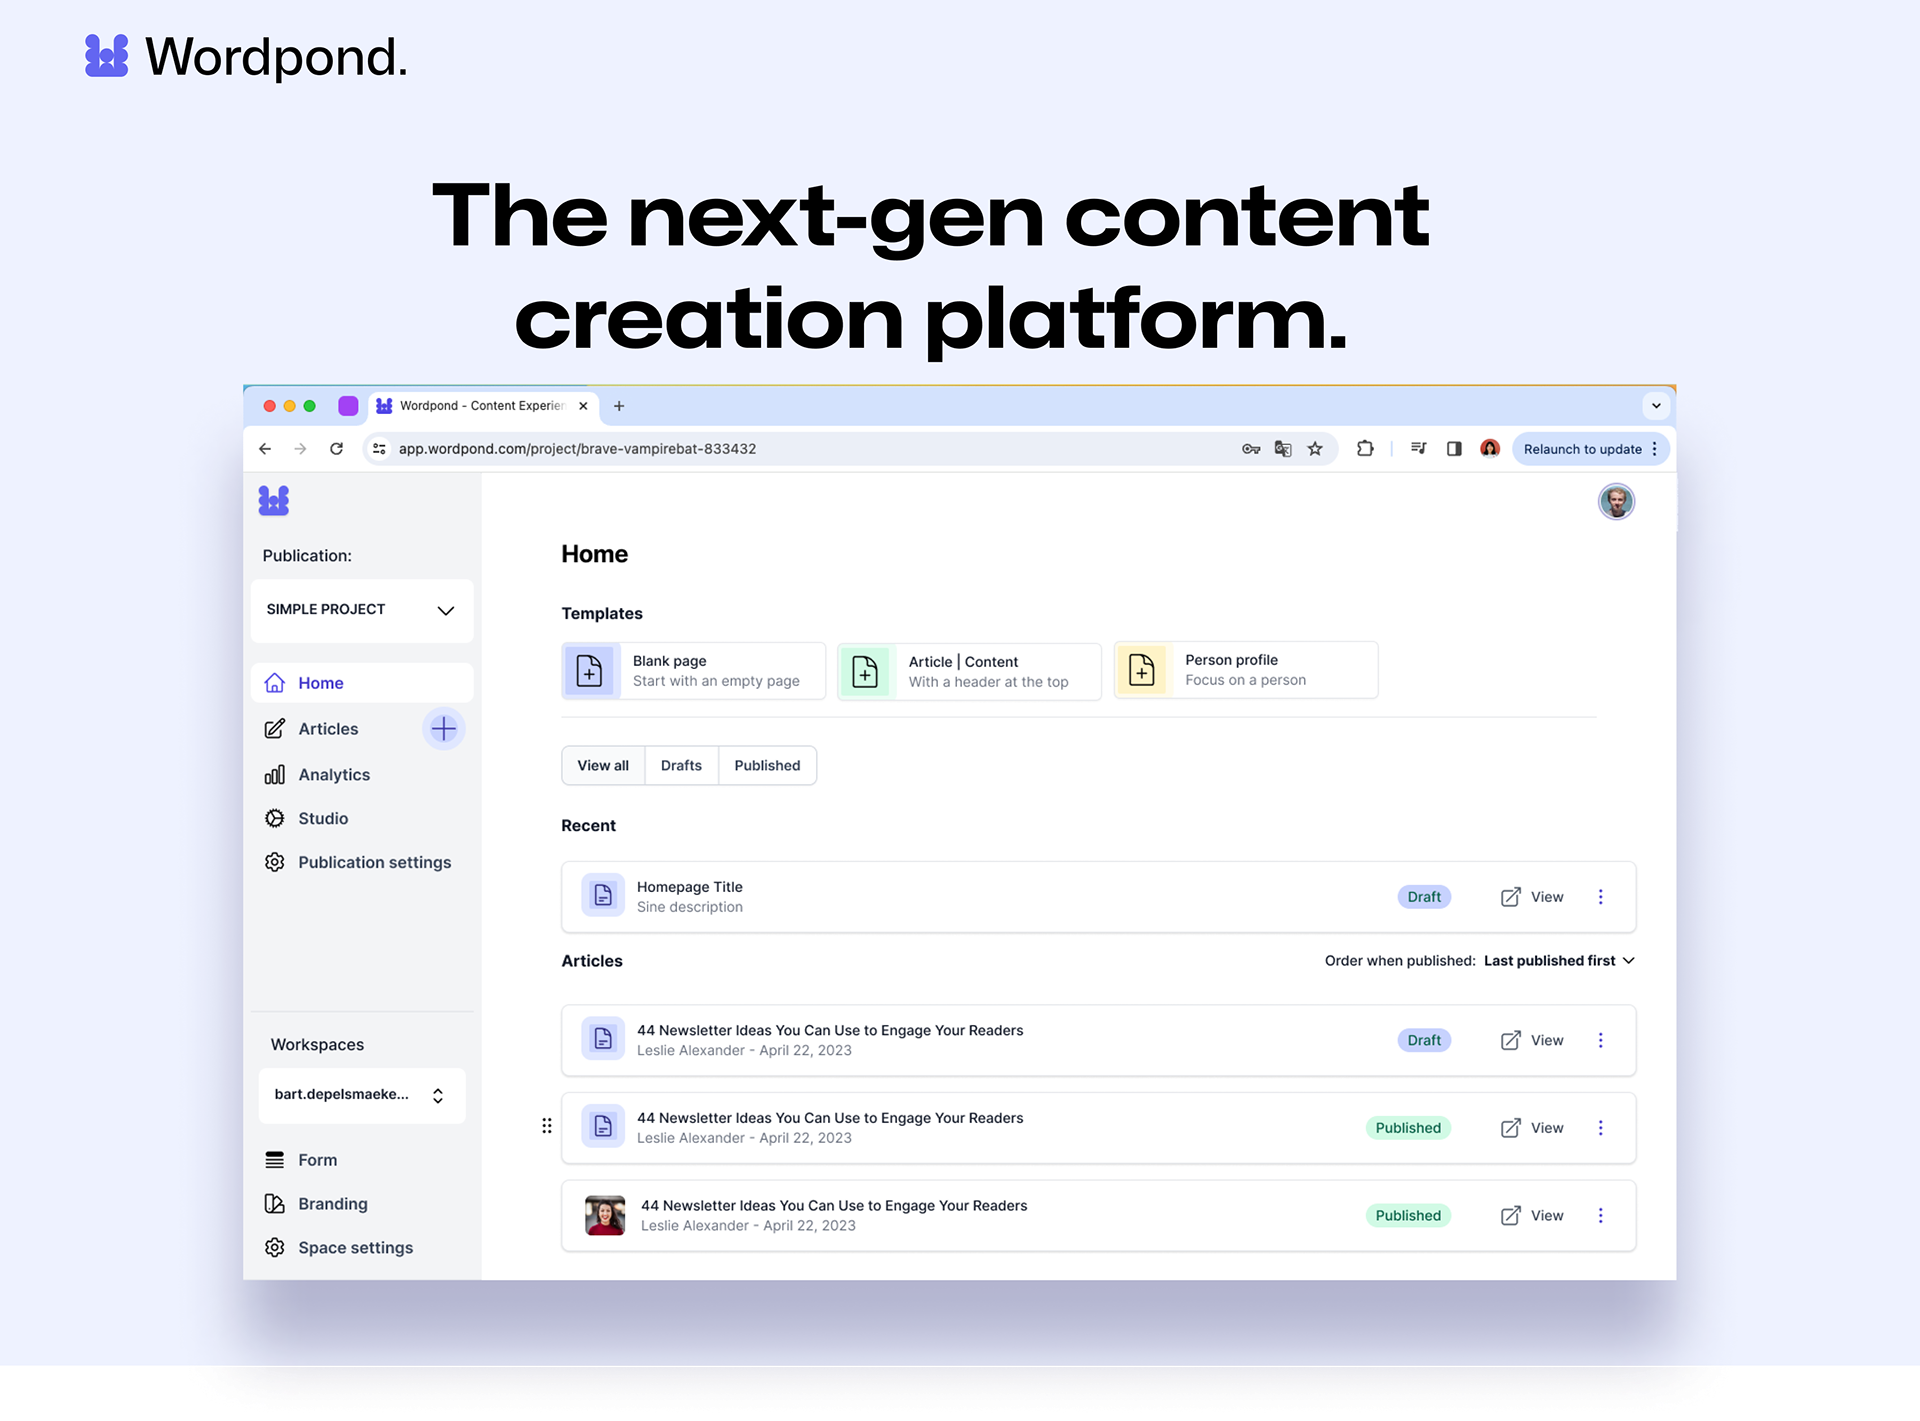 Wordpond.
The next-gen content
creation platform.
Wordpond - Content Experien
app.wordpond.com/project/brave-vampirebat-833432
Relaunch to update
Publication:
SIMPLE PROJECT
Home
Articles
Analytics
Studio
Publication settings
Workspaces
bart.depelsmaeke...
Form
Branding
Space settings
Home
Templates
Blank page
Start with an empty page
Article | Content
With a header at the top
Person profile
Focus on a person
View all
Drafts
Published
Recent
Homepage Title
Sine description
Draft
View
Articles
Order when published: Last published first
44 Newsletter Ideas You Can Use to Engage Your Readers
Leslie Alexander - April 22, 2023
Draft
View
44 Newsletter Ideas You Can Use to Engage Your Readers
Leslie Alexander - April 22, 2023
Published
View
44 Newsletter Ideas You Can Use to Engage Your Readers
Leslie Alexander - April 22, 2023
Published
View